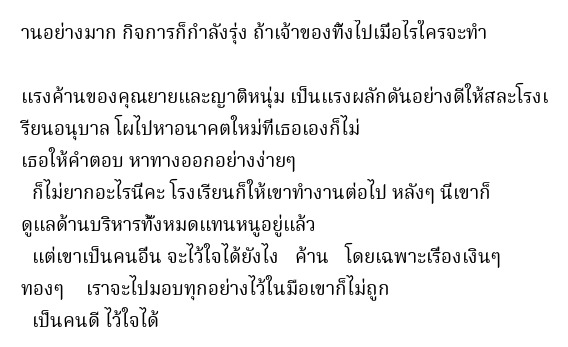 านอย่างมาก กิจการก็กำลังรุ่ง ถ้าเจ้าของทิ้งไปเมื่อไรใครจะทำ
แรงค้านของคุณยายและญาติหนุ่ม เป็นแรงผลักดันอย่างดีให้สละโรงเ
รียนอนุบาล โผไปหาอนาคตใหม่ที่เธอเองก็ไม่
เธอให้คำตอบ หาทางออกอย่างง่ายๆ
ก็ไม่ยากอะไรนี่คะ โรงเรียนก็ให้เขาทำงานต่อไป หลังๆ นี่เขาก็
ดูแลด้านบริหารทั้งหมดแทนหนูอยู่แล้ว
แต่เขาเป็นคนอื่น จะไว้ใจได้ยังไง ค้าน โดยเฉพาะเรื่องเงินๆ
ทองๆ เราจะไปมอบทุกอย่างไว้ในมือเขาก็ไม่ถูก
เป็นคนดี ไว้ใจได้